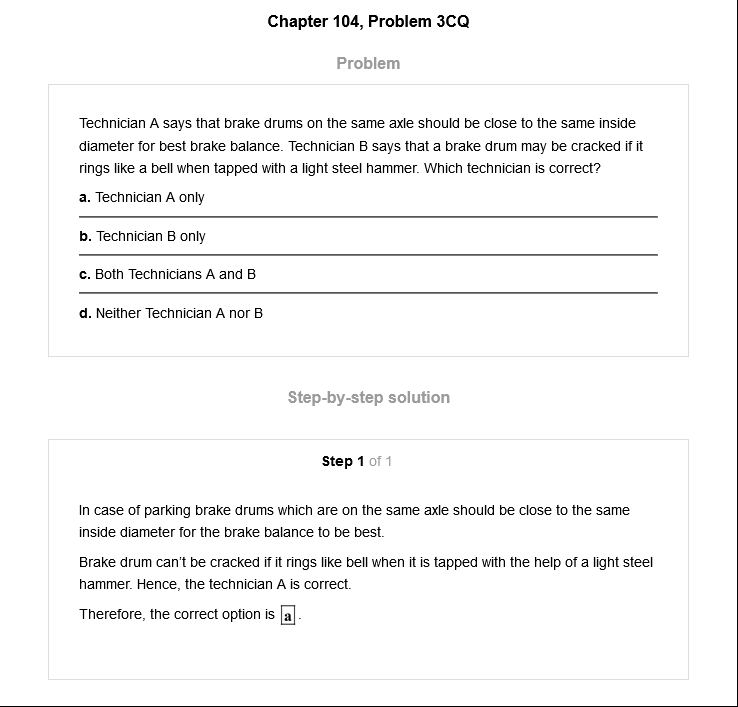 Chapter 104, Problem 3CQ
Problem
Technician A says that brake drums on the same axle should be close to the same inside
diameter for best brake balance. Technician B says that a brake drum may be cracked if it
rings like a bell when tapped with a light steel hammer. Which technician is correct?
a. Technician A only
b. Technician B only
c. Both Technicians A and B
d. Neither Technician A nor B
Step-by-step solution
Step 1 of 1
In case of parking brake drums which are on the same axle should be close to the same
inside diameter for the brake balance to be best.
Brake drum can't be cracked if it rings like bell when it is tapped with the help of a light steel
hammer. Hence, the technician A is correct.
Therefore, the correct option is a .